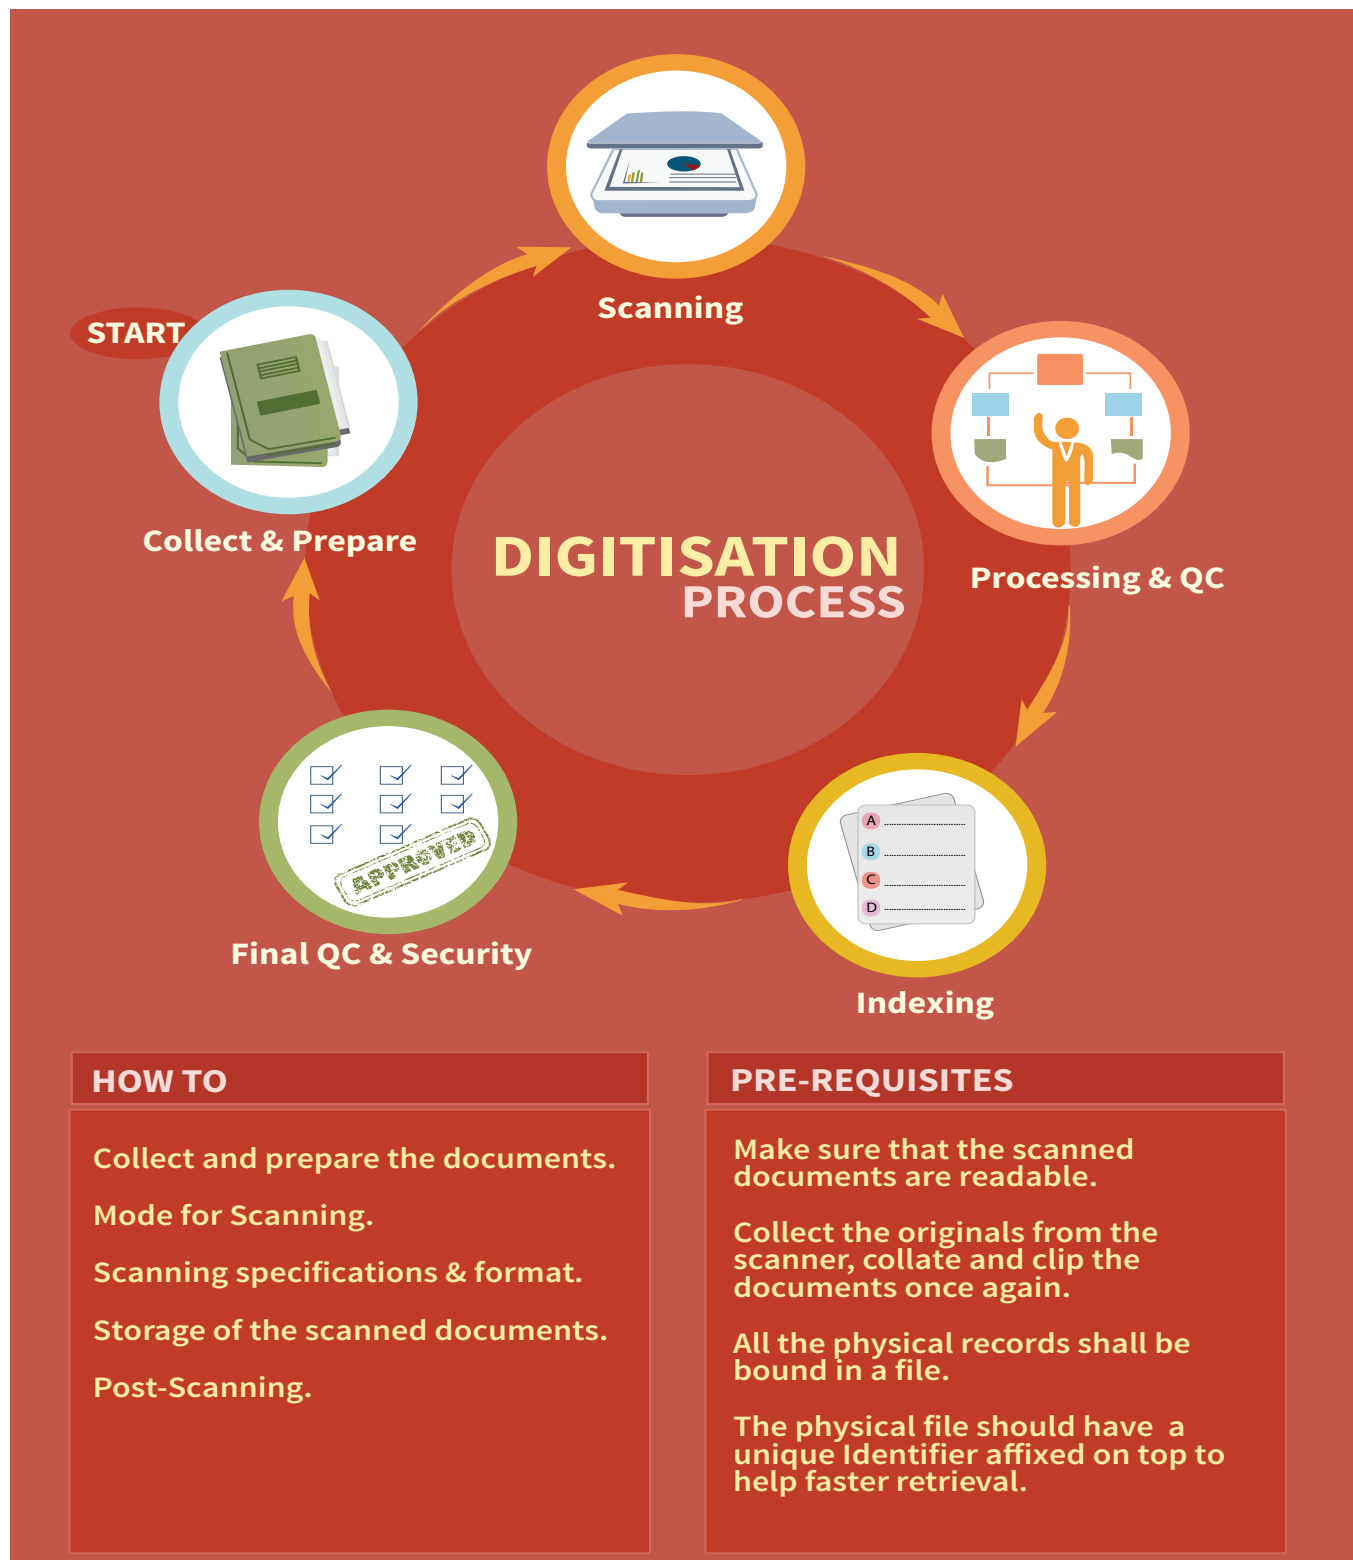 START
Scanning
Collect & Prepare
DIGITISATION
PROCESS
Processing & QC
APPROVED
Final QC & Security
A
B
C
D
Indexing
HOW TO
Collect and prepare the documents.
Mode for Scanning.
Scanning specifications & format.
Storage of the scanned documents.
Post-Scanning.
PRE-REQUISITES
Make sure that the scanned
documents are readable.
Collect the originals from the
scanner, collate and clip the
documents once again.
All the physical records shall be
bound in a file.
The physical file should have  a
unique Identifier affixed on top to
help faster retrieval.